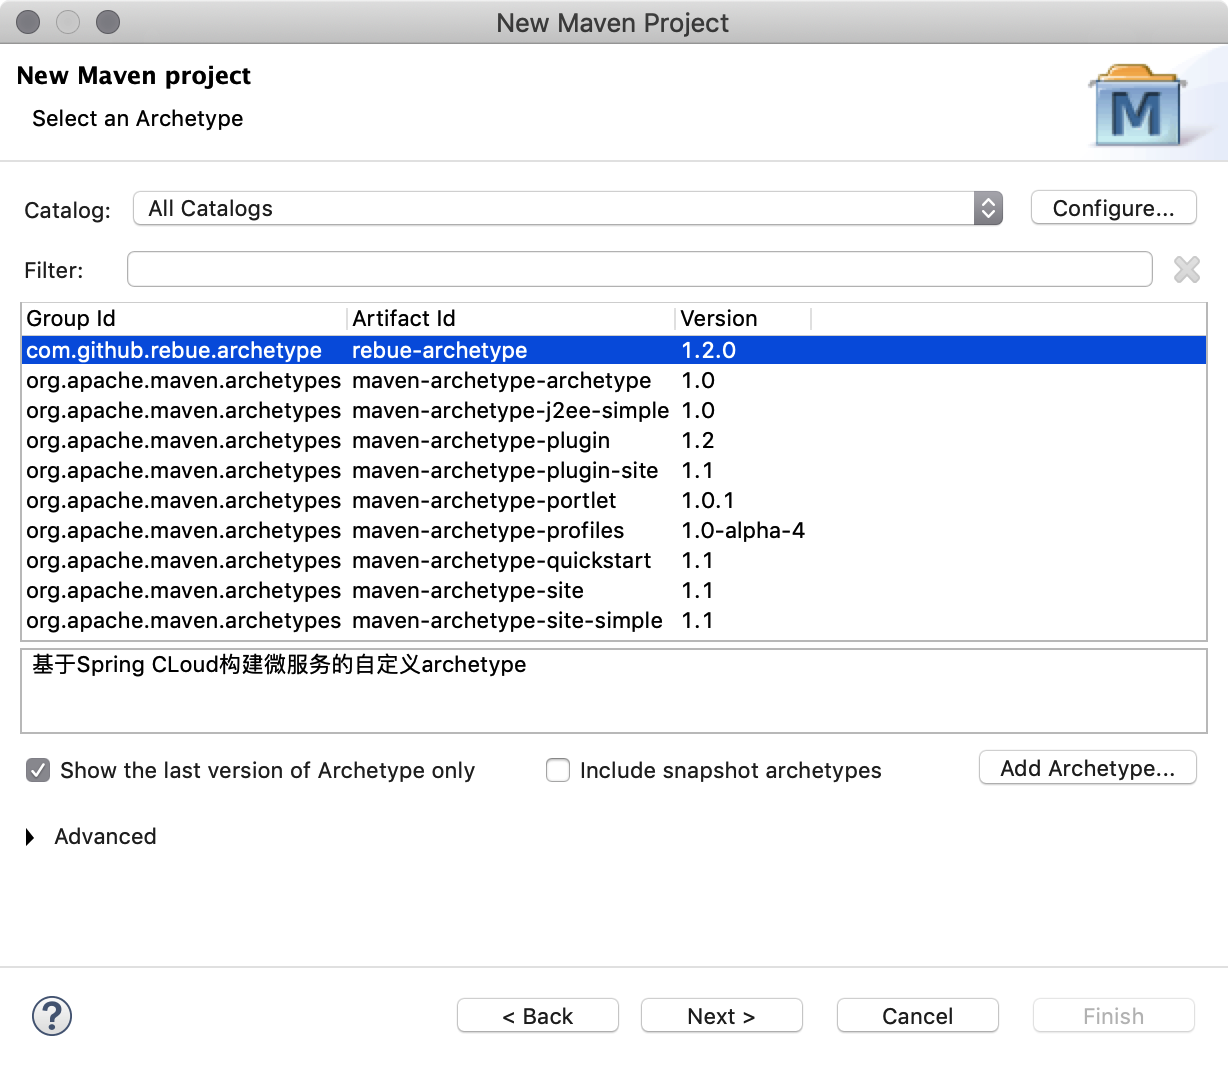 New Maven Project
New Maven project
Select an Archetype
M
Catalog: All Catalogs Configure...
Filter:
Group Id Artifact Id Version
com.github.rebue.archetype rebue-archetype 1.2.0
org.apache.maven.archetypes maven-archetype-archetype 1.0
org.apache.maven.archetypes maven-archetype-j2ee-simple 1.0
org.apache.maven.archetypes maven-archetype-plugin 1.2
org.apache.maven.archetypes maven-archetype-plugin-site 1.1
org.apache.maven.archetypes maven-archetype-portlet 1.0.1
org.apache.maven.archetypes maven-archetype-profiles 1.0-alpha-4
org.apache.maven.archetypes maven-archetype-quickstart 1.1
org.apache.maven.archetypes maven-archetype-site 1.1
org.apache.maven.archetypes maven-archetype-site-simple 1.1
基于Spring CLoud构建微服务的自定义archetype
Show the last version of Archetype only Include snapshot archetypes Add Archetype...
Advanced
? < Back Next > Cancel Finish